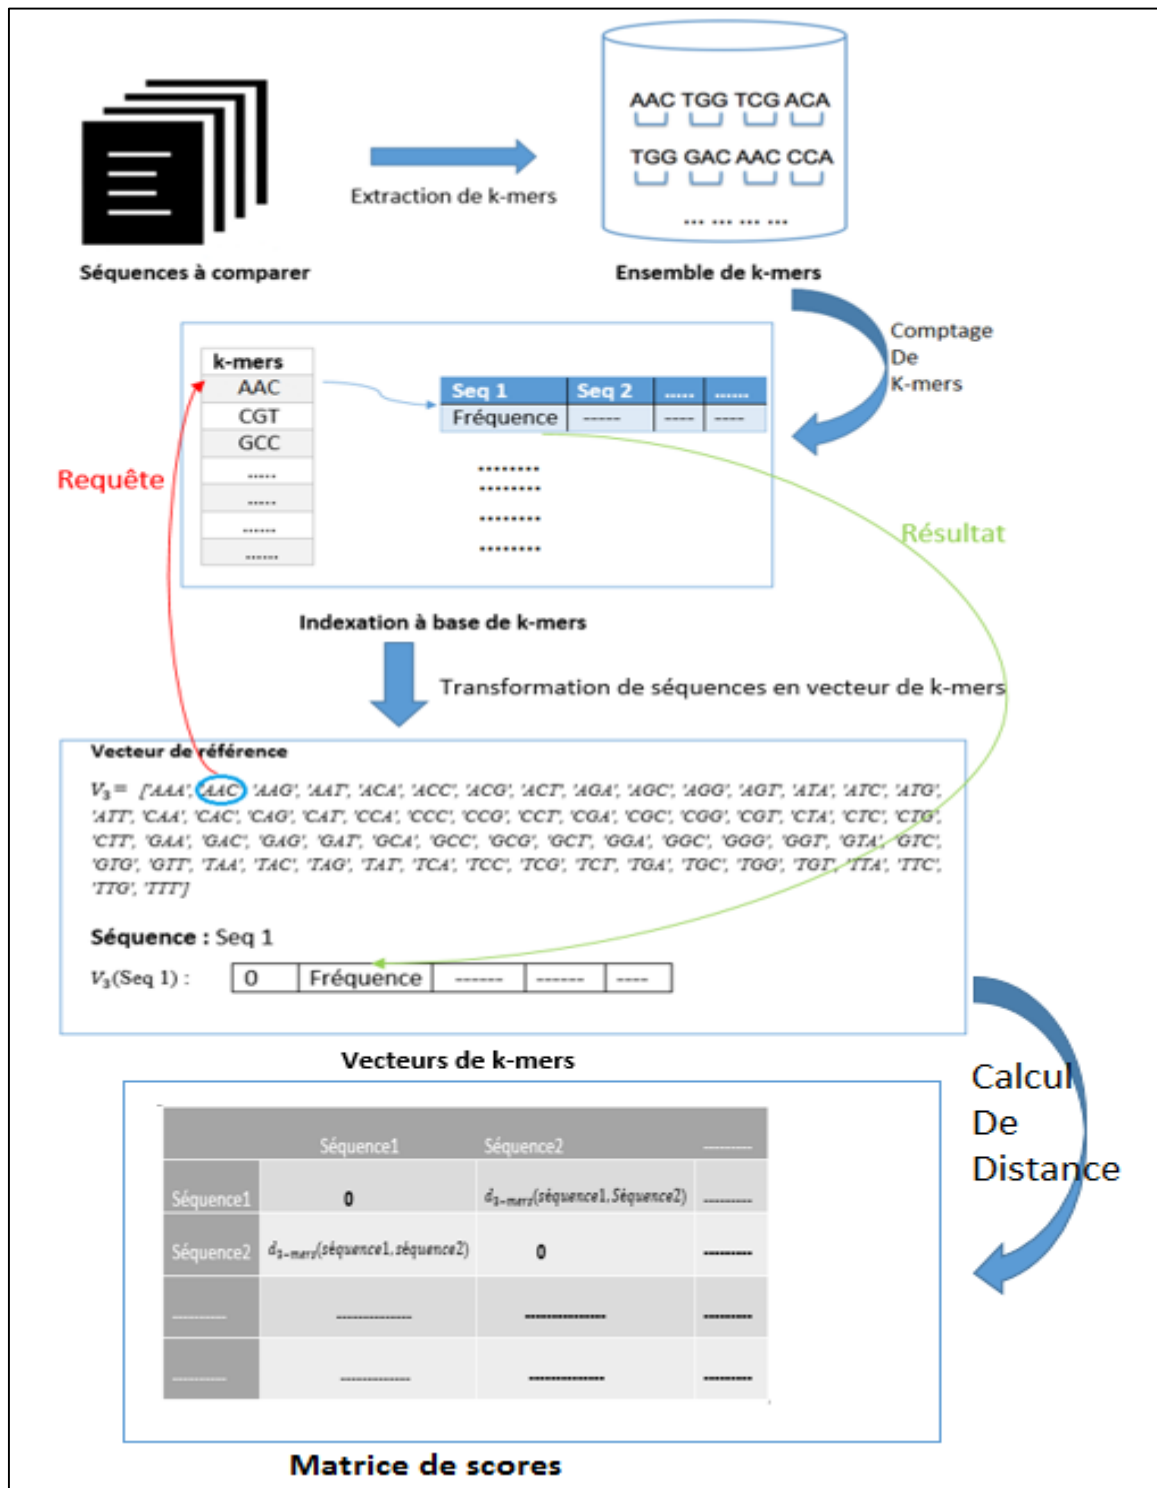 AAC TGG TCG ACA
TGG GAC AAC CCA
... ... ... ...
Extraction de k-mers
Séquences à comparer
Ensemble de k-mers
Comptage
De
K-mers
k-mers
AAC
CGT
GCC
.....
.....
......
......
Seq 1 Seq 2 ..... ......
Fréquence ----- ---- ----
........
........
........
........
Requête
Résultat
Indexation à base de k-mers
Transformation de séquences en vecteur de k-mers
Vecteur de référence
V₃ = ['AAA', 'AAC', 'AAG', 'AAT', 'ACA', 'ACC', 'ACG', 'ACT', 'AGA', 'AGC', 'AGG', 'AGT', 'ATA', 'ATC', 'ATG',
'ATT', 'CAA', 'CAC', 'CAG', 'CAT', 'CCA', 'CCC', 'CCG', 'CCT', 'CGA', 'CGC', 'CGG', 'CGT', 'CTA', 'CTC', 'CTG',
'CTT', 'GAA', 'GAC', 'GAG', 'GAT', 'GCA', 'GCC', 'GCG', 'GCT', 'GGA', 'GGC', 'GGG', 'GGT', 'GTA', 'GTC',
'GTG', 'GTT', 'TAA', 'TAC', 'TAG', 'TAT', 'TCA', 'TCC', 'TCG', 'TCT', 'TGA', 'TGC', 'TGG', 'TGT', 'TTA', 'TTC',
'TTG', 'TTT']
Séquence : Seq 1
V₃(Seq 1) : 0 Fréquence ------ ------ ----
Vecteurs de k-mers
Calcul
De
Distance
Séquence1 Séquence2 ----------
Séquence1 0 d₃₋mers(séquence1, Séquence2) ----------
Séquence2 d₃₋mers(séquence1, séquence2) 0 ----------
---------- -------------- -------------- ----------
---------- -------------- -------------- ----------
Matrice de scores